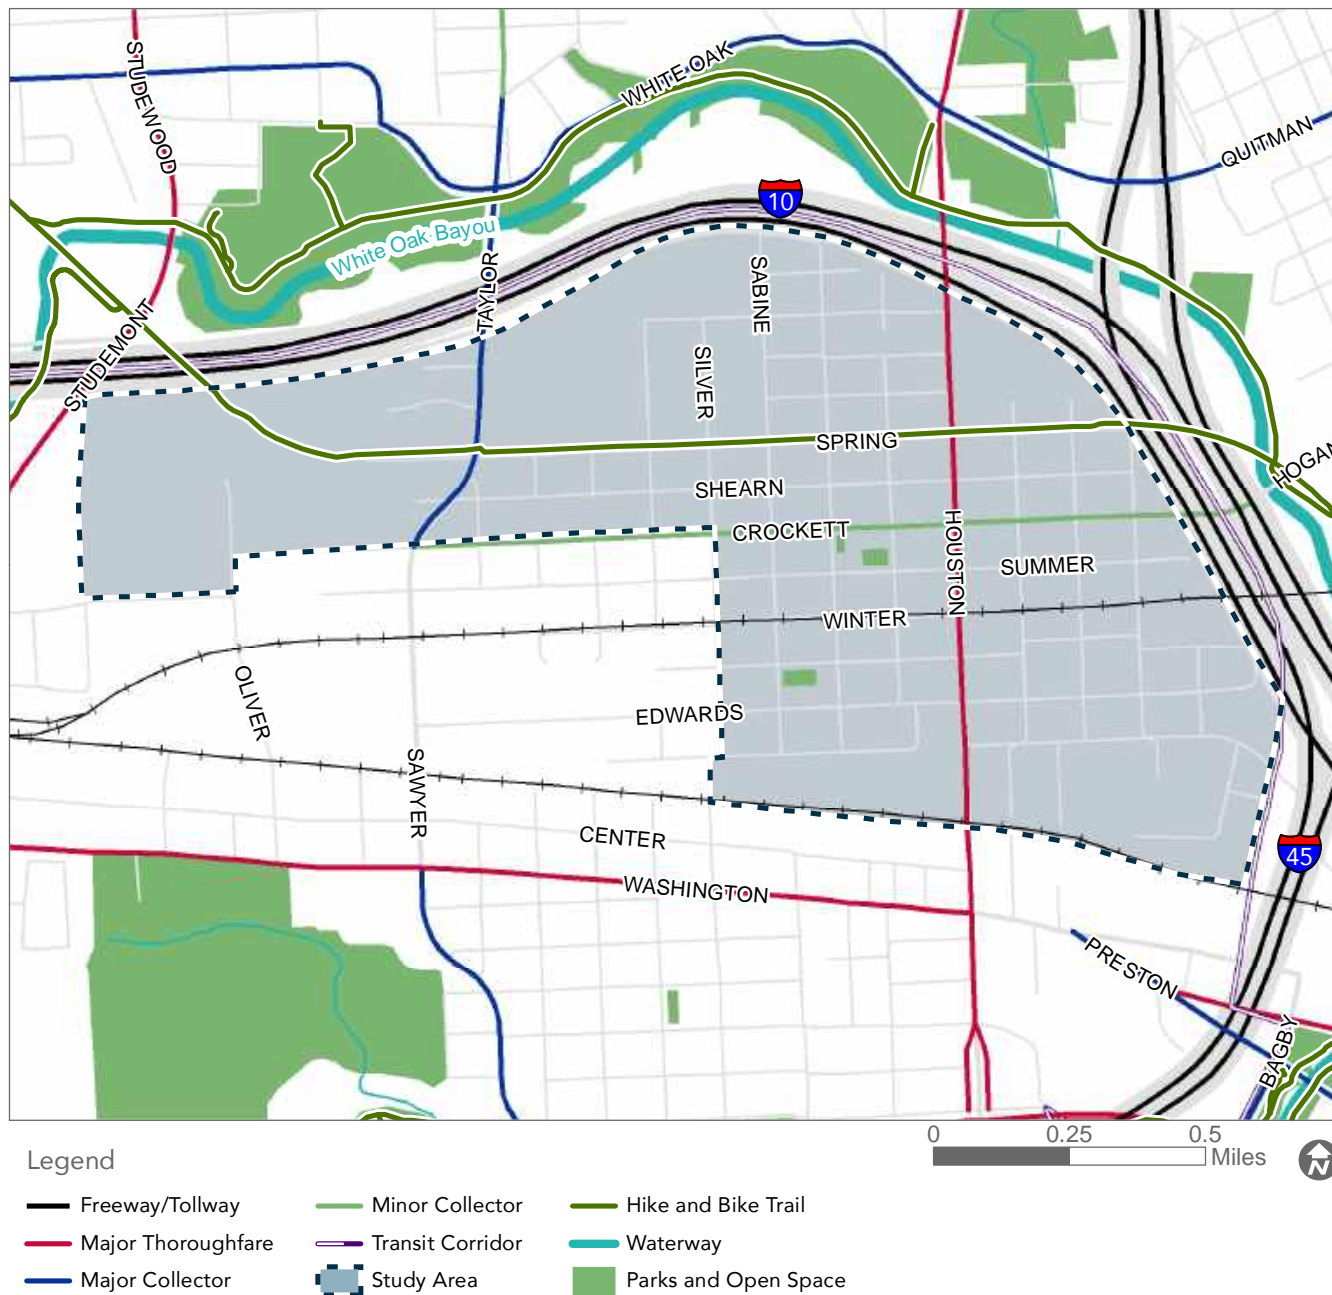 STUDEWOOD
WHITE OAK
QUITMAN
10
White Oak Bayou
TAYLOR
SABINE
STUDEMONT
SILVER
SPRING
HOGAN
SHEARN
CROCKETT
HOUSTON
SUMMER
WINTER
OLIVER
EDWARDS
SAWYER
CENTER
45
WASHINGTON
PRESTON
BAGBY
0 0.25 0.5
Miles
N
Legend
Freeway/Tollway
Major Thoroughfare
Major Collector
Minor Collector
Transit Corridor
Study Area
Hike and Bike Trail
Waterway
Parks and Open Space